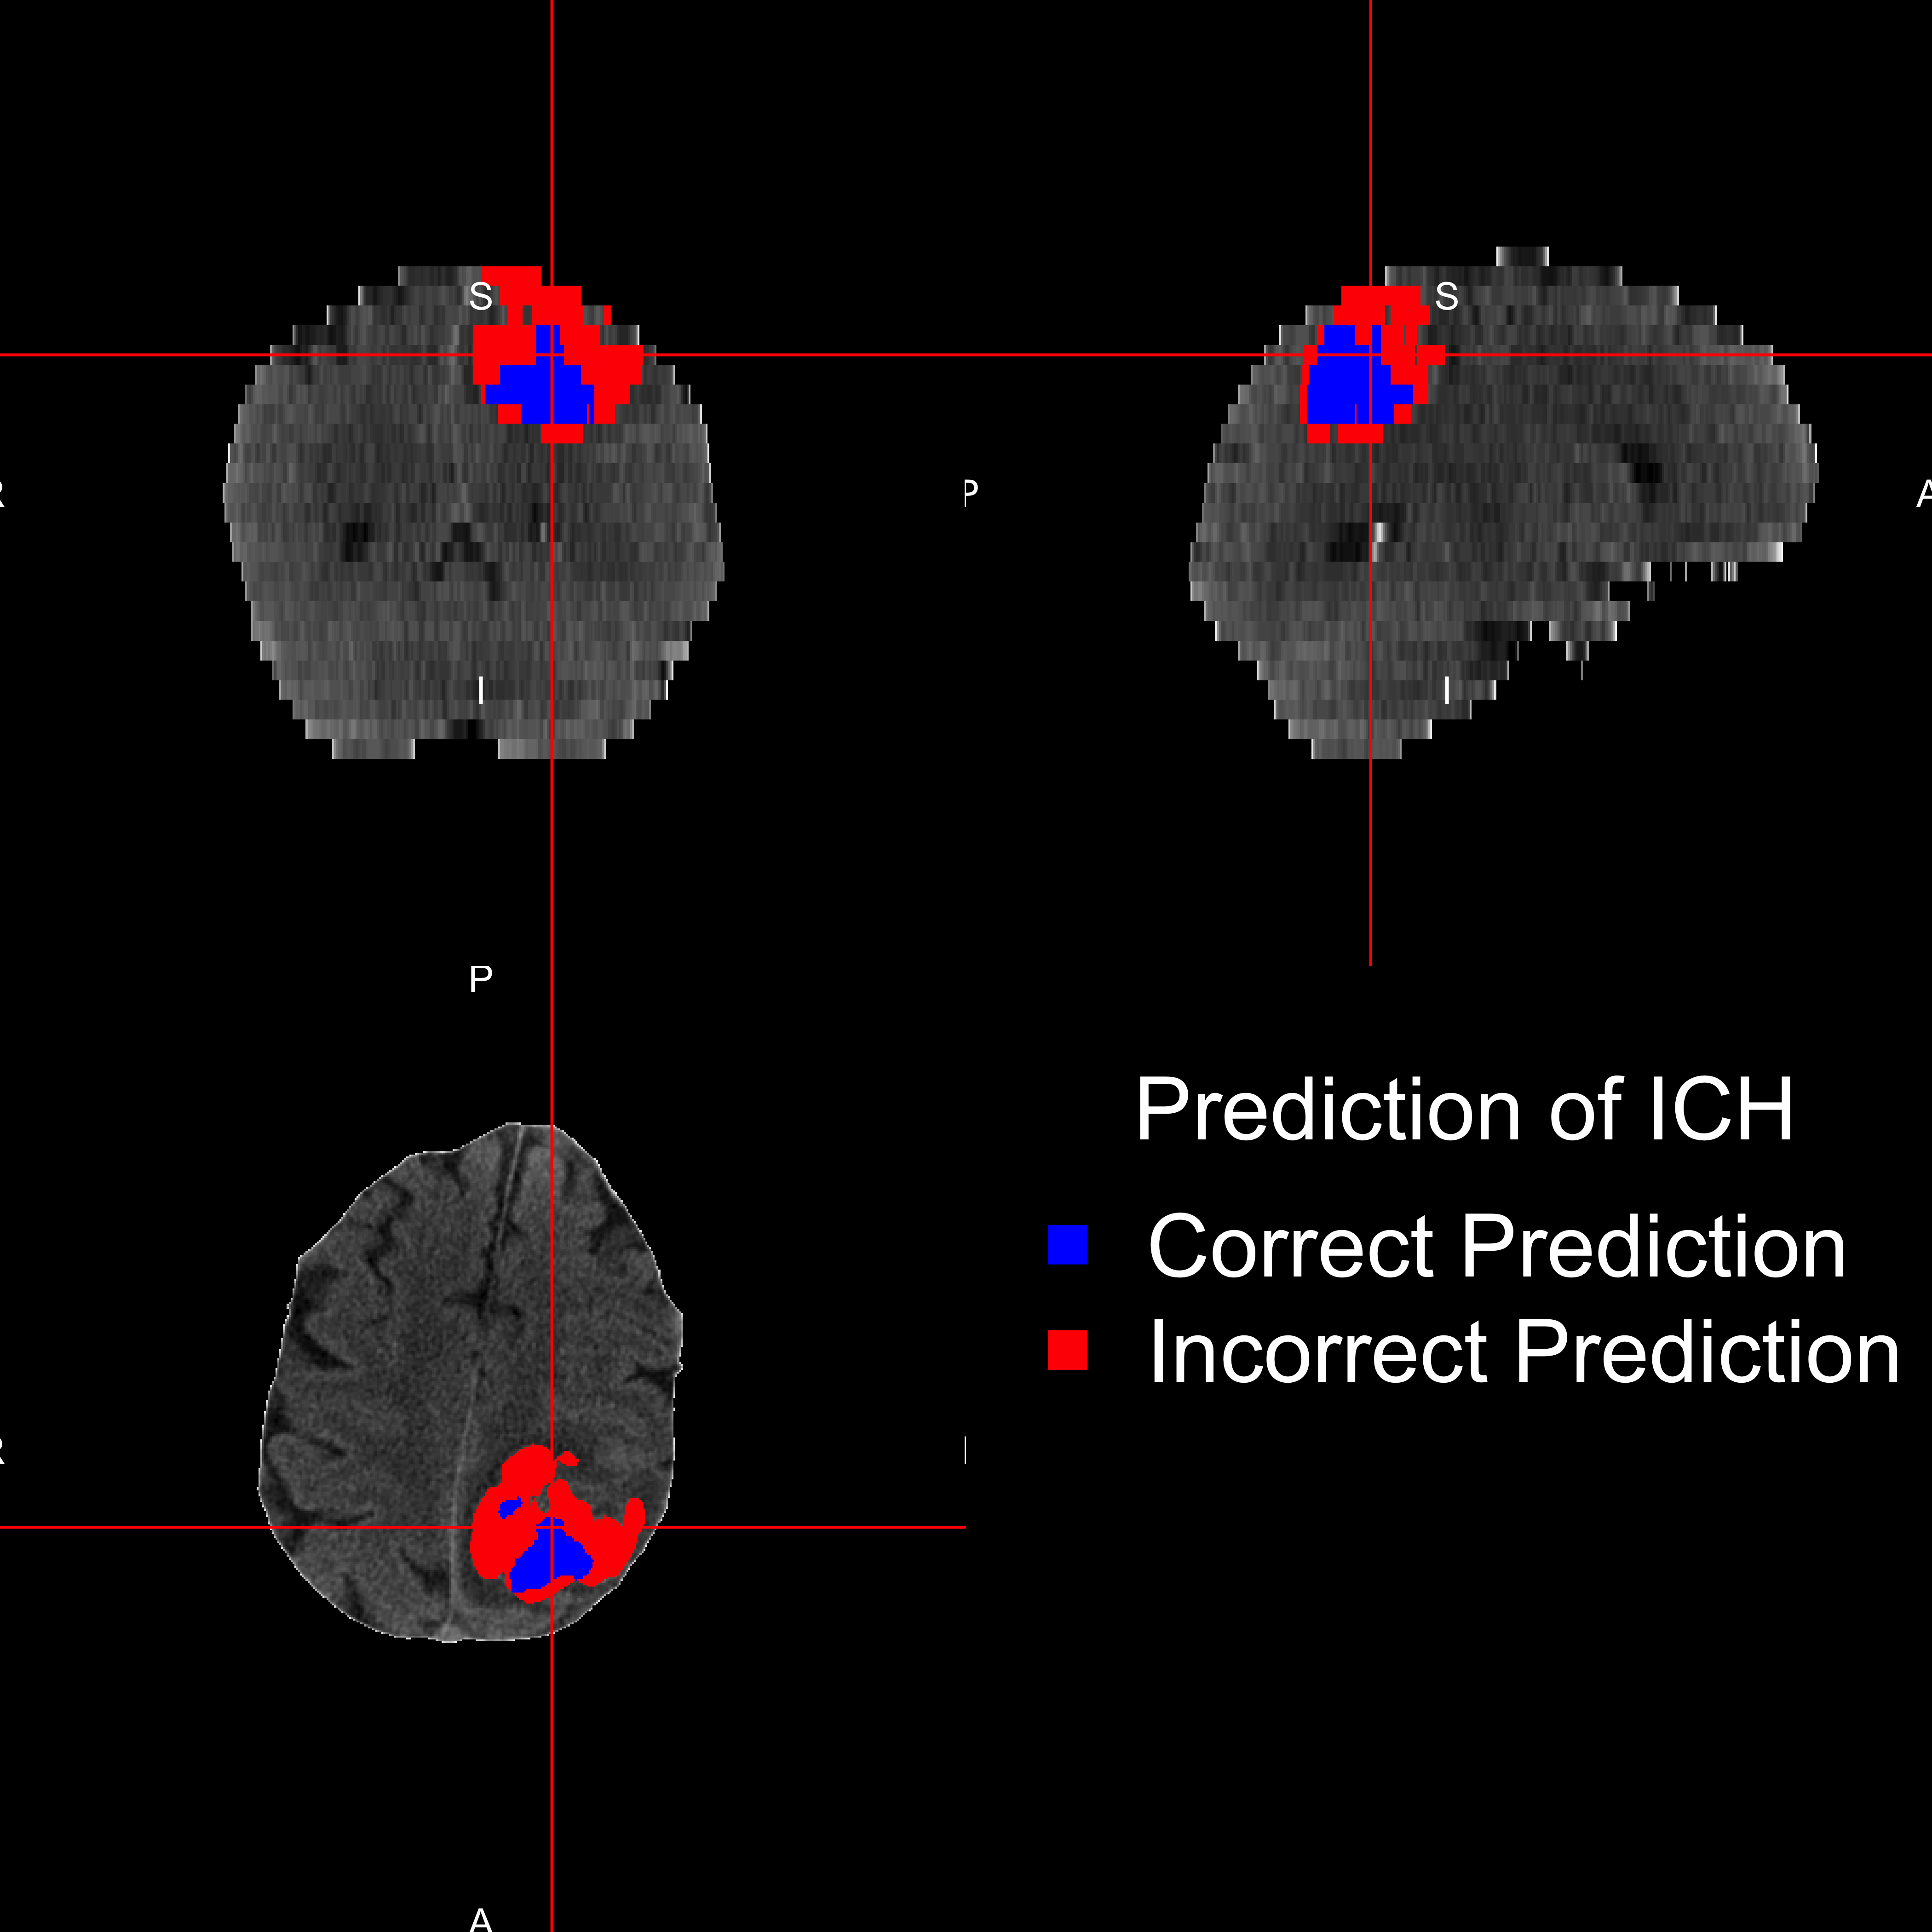 S
S
R
P
A
I
I
P
Prediction of ICH
Correct Prediction
Incorrect Prediction
R
A